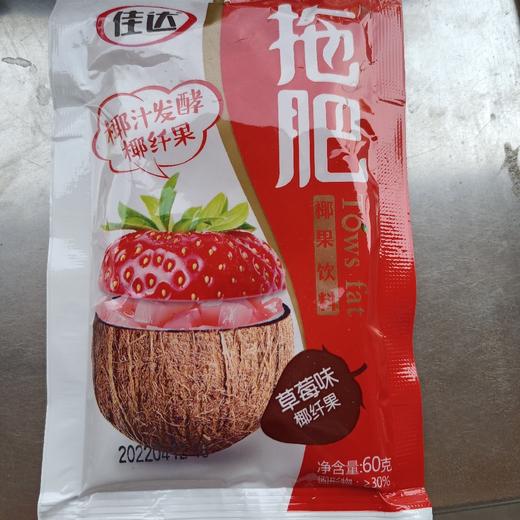 佳达
拖肥
Tows fat
椰果饮料
椰汁发酵
椰纤果
草莓味
椰纤果
净含量:60克
≥30%